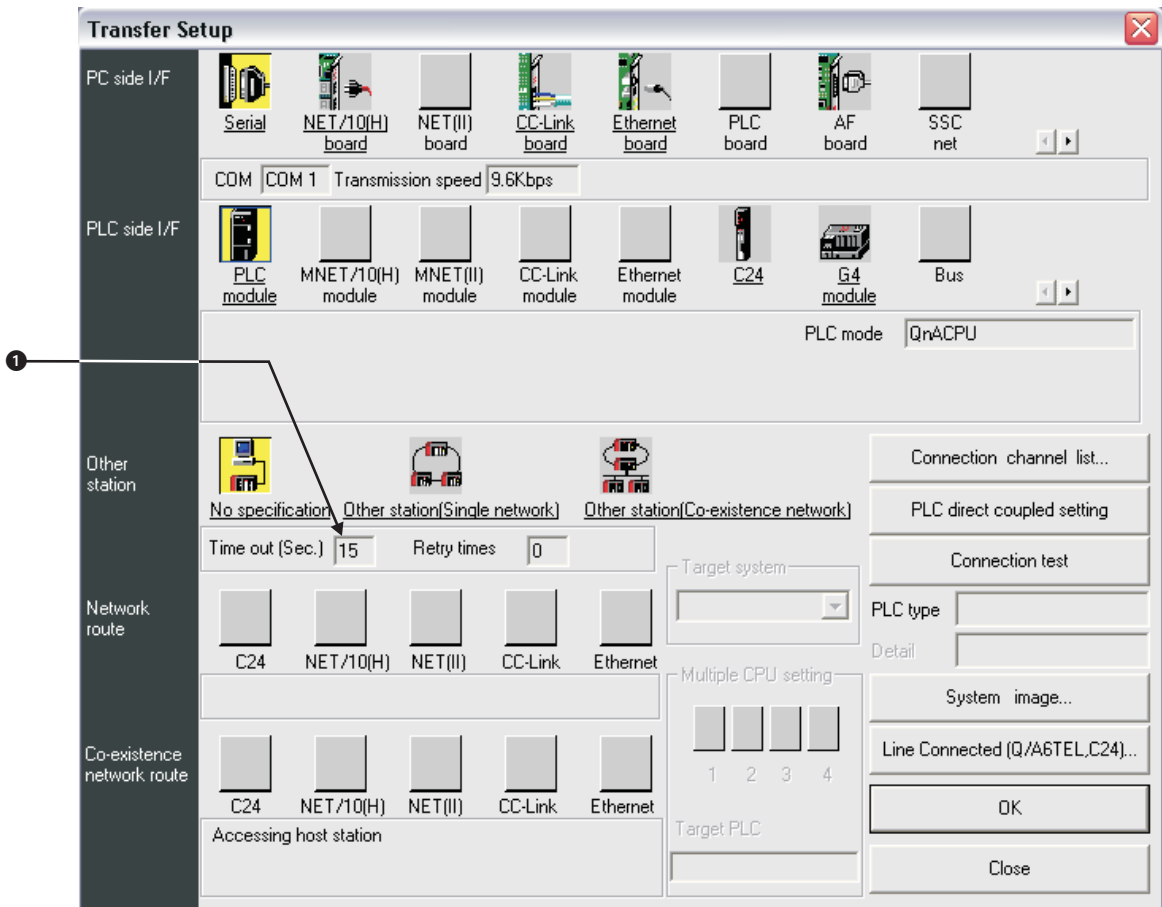 Transfer Setup
PC side I/F
Serial
NET/10(H) board
NET(II) board
CC-Link board
Ethernet board
PLC board
AF board
SSC net
COM COM 1 Transmission speed 9.6Kbps
PLC side I/F
PLC module
MNET/10(H) module
MNET(II) module
CC-Link module
Ethernet module
C24
G4 module
Bus
PLC mode QnACPU
1
Other station
No specification
Other station(Single network)
Other station(Co-existence network)
Time out (Sec.) 15 Retry times 0
Connection channel list...
PLC direct coupled setting
Connection test
Target system
PLC type
Detail
Network route
C24 NET/10(H) NET(II) CC-Link Ethernet
Multiple CPU setting
1 2 3 4
System image...
Line Connected (Q/A6TEL,C24)...
Co-existence network route
C24 NET/10(H) NET(II) CC-Link Ethernet
Accessing host station
Target PLC
OK
Close